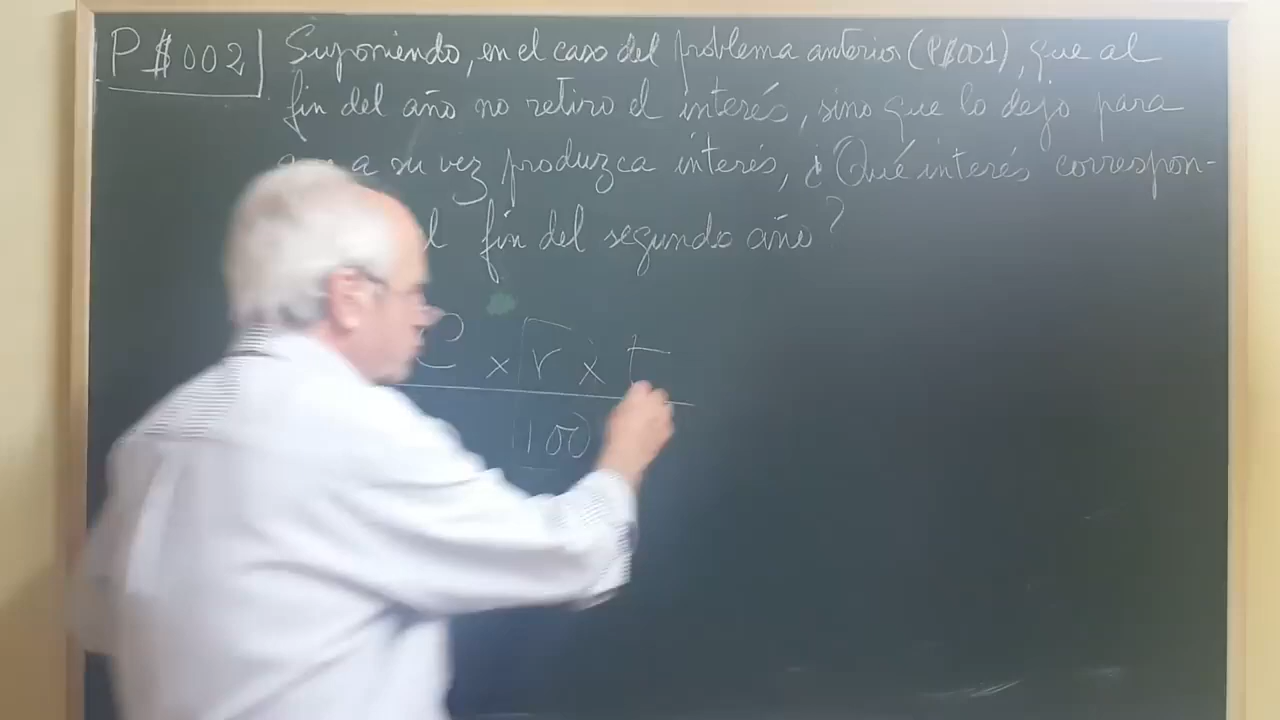 P$002 Suponiendo, en el caso del problema anterior (P$001), que al
fin del año no retiro el interés, sino que lo dejo para
a su vez produzca interés, ¿Qué interés correspon-
fin del segundo año?
C x r x t
100